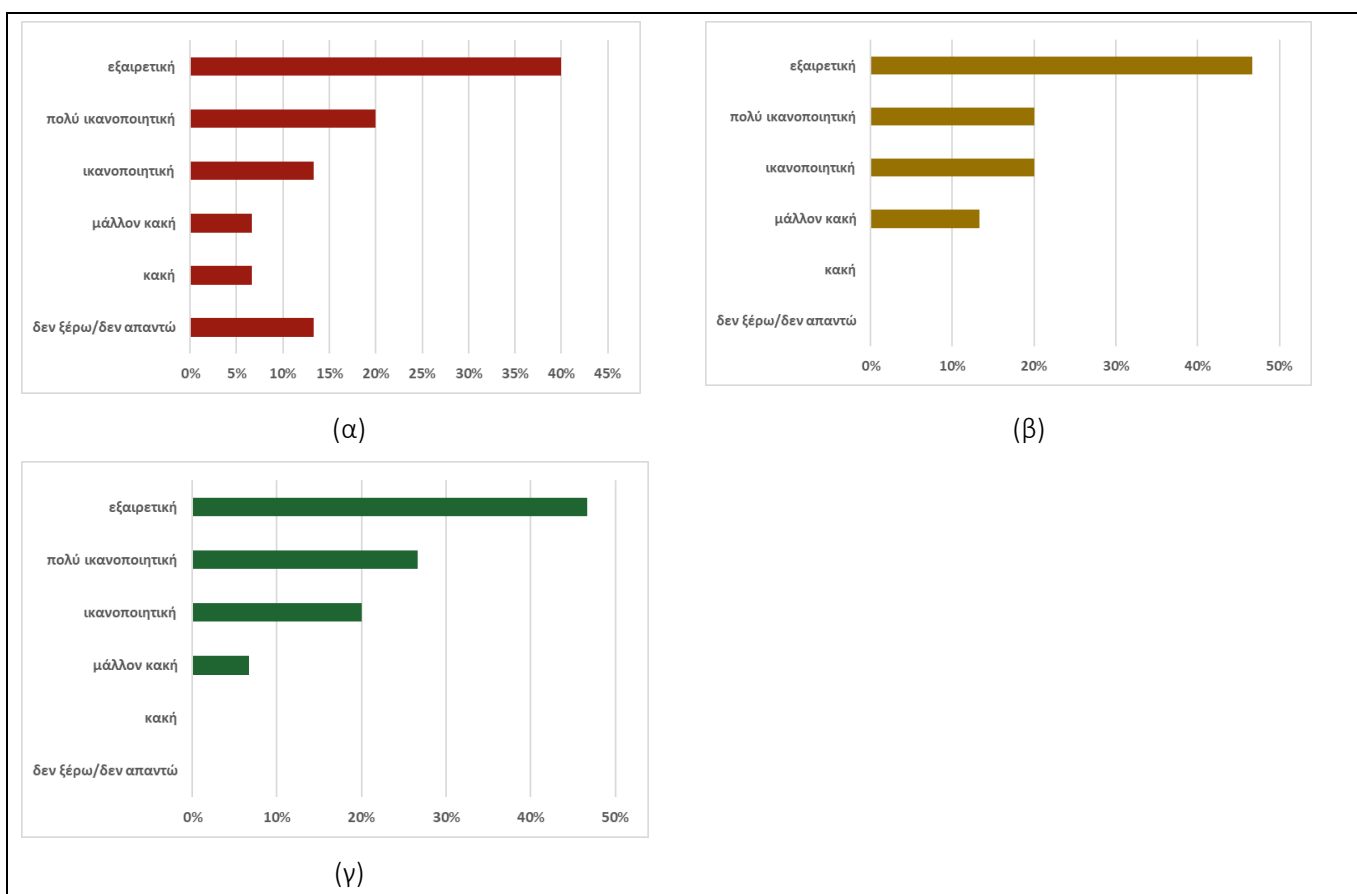 εξαιρετική
πολύ ικανοποιητική
ικανοποιητική
μάλλον κακή
κακή
δεν ξέρω/δεν απαντώ
0% 5% 10% 15% 20% 25% 30% 35% 40% 45%
(α)
εξαιρετική
πολύ ικανοποιητική
ικανοποιητική
μάλλον κακή
κακή
δεν ξέρω/δεν απαντώ
0% 10% 20% 30% 40% 50%
(β)
εξαιρετική
πολύ ικανοποιητική
ικανοποιητική
μάλλον κακή
κακή
δεν ξέρω/δεν απαντώ
0% 10% 20% 30% 40% 50%
(γ)